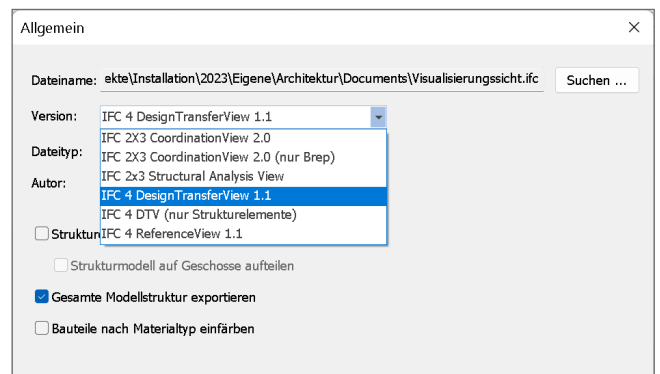 Allgemein
Dateiname: ekte\Installation\2023\Eigene\Architektur\Documents\Visualisierungssicht.ifc Suchen ...
Version: IFC 4 DesignTransferView 1.1
IFC 2X3 CoordinationView 2.0
Dateityp: IFC 2X3 CoordinationView 2.0 (nur Brep)
IFC 2x3 Structural Analysis View
Autor: IFC 4 DesignTransferView 1.1
IFC 4 DTV (nur Strukturelemente)
IFC 4 ReferenceView 1.1
Strukturmodell auf Geschosse aufteilen
Gesamte Modellstruktur exportieren
Bauteile nach Materialtyp einfärben